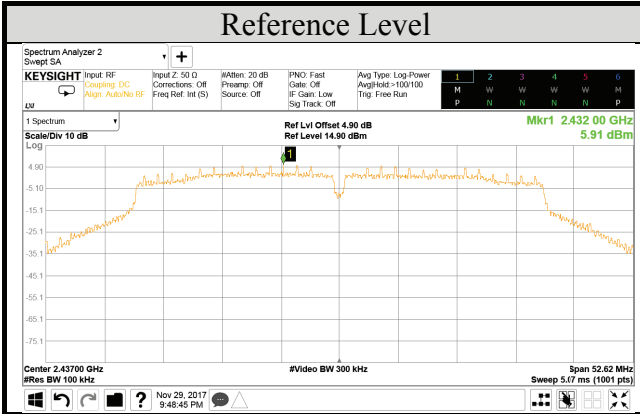 Reference Level
Spectrum Analyzer 2
Swept SA
KEYSIGHT
Input: RF
Coupling: DC
Align: Auto/No RF
Input Z: 50 Ω
Corrections: Off
Freq Ref: Int (S)
#Atten: 20 dB
Preamp: Off
Source: Off
PNO: Fast
Gate: Off
IF Gain: Low
Sig Track: Off
Avg Type: Log-Power
Avg|Hold:>100/100
Trig: Free Run
1 2 3 4 5 6
M W W W W W
P N N N N P
1 Spectrum
Scale/Div 10 dB
Ref Lvl Offset 4.90 dB
Ref Level 14.90 dBm
Mkr1 2.432 00 GHz
5.91 dBm
Log
1
4.90
-5.10
-15.1
-25.1
-35.1
-45.1
-55.1
-65.1
-75.1
Center 2.43700 GHz
#Res BW 100 kHz
#Video BW 300 kHz
Span 52.62 MHz
Sweep 5.07 ms (1001 pts)
?
Nov 29, 2017
9:48:45 PM